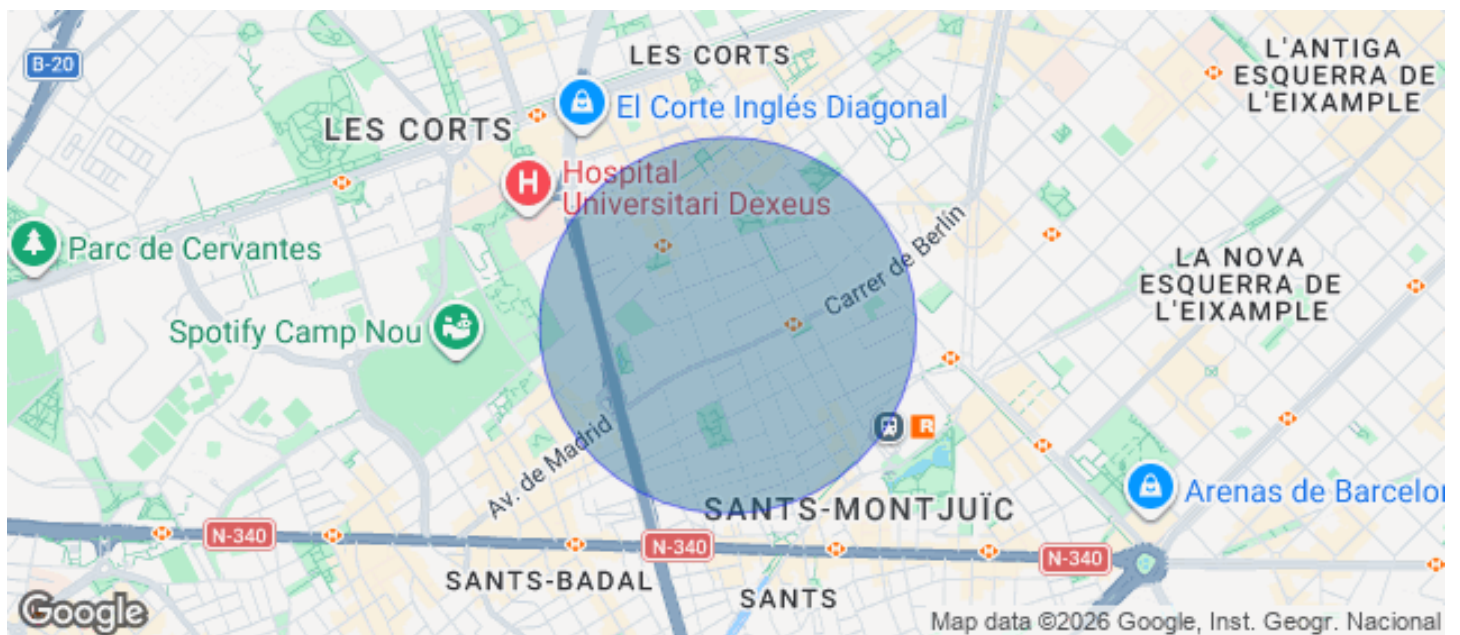 B-20
LES CORTS
L'ANTIGA
ESQUERRA DE
L'EIXAMPLE
El Corte Inglés Diagonal
LES CORTS
H
Hospital
Universitari Dexeus
Parc de Cervantes
Carrer de Berlín
LA NOVA
ESQUERRA DE
L'EIXAMPLE
Spotify Camp Nou
Av. de Madrid
R
SANTS-MONTJUÏC
Arenas de Barcelo
N-340
N-340
N-340
SANTS-BADAL
SANTS
Google
Map data ©2026 Google, Inst. Geogr. Nacional